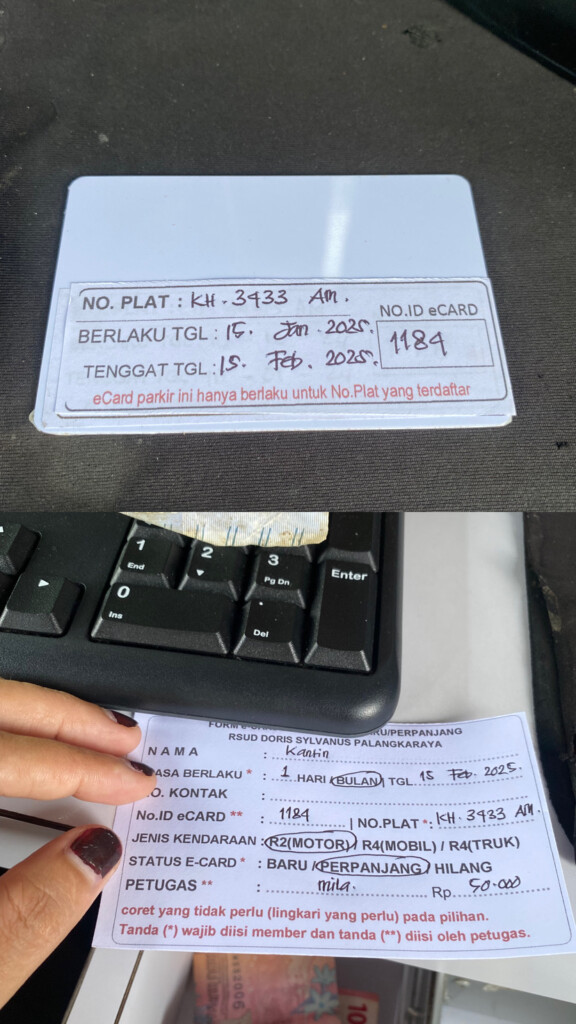 NO. PLAT : KH . 3433 AM .
NO.ID eCARD
BERLAKU TGL : 15. Jan . 2025.
1184
TENGGAT TGL : 15. Feb. 2025.
eCard parkir ini hanya berlaku untuk No.Plat yang terdaftar
1
End
2
3
Pg Dn
Enter
0
Ins
.
Del
RU/PERPANJANG
RSUD DORIS SYLVANUS PALANGKARAYA
N A M A : Kantin
ASA BERLAKU * : 1 HARI / BULAN / TGL 15 Feb. 2025.
O. KONTAK :
No.ID eCARD ** : 1184 | NO.PLAT *: KH . 3433 AM.
JENIS KENDARAAN : R2(MOTOR) / R4(MOBIL) / R4(TRUK)
STATUS E-CARD * : BARU / PERPANJANG / HILANG
PETUGAS ** : mila. Rp. 50.000
coret yang tidak perlu (lingkari yang perlu) pada pilihan.
Tanda (*) wajib diisi member dan tanda (**) diisi oleh petugas.
10